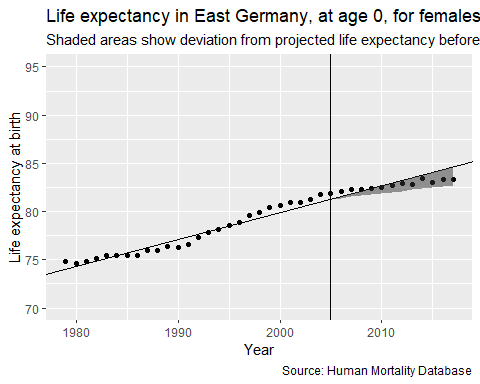 Life expectancy in East Germany, at age 0, for females
Shaded areas show deviation from projected life expectancy before
95
90
85
80
75
70
Life expectancy at birth
1980 1990 2000 2010
Year
Source: Human Mortality Database